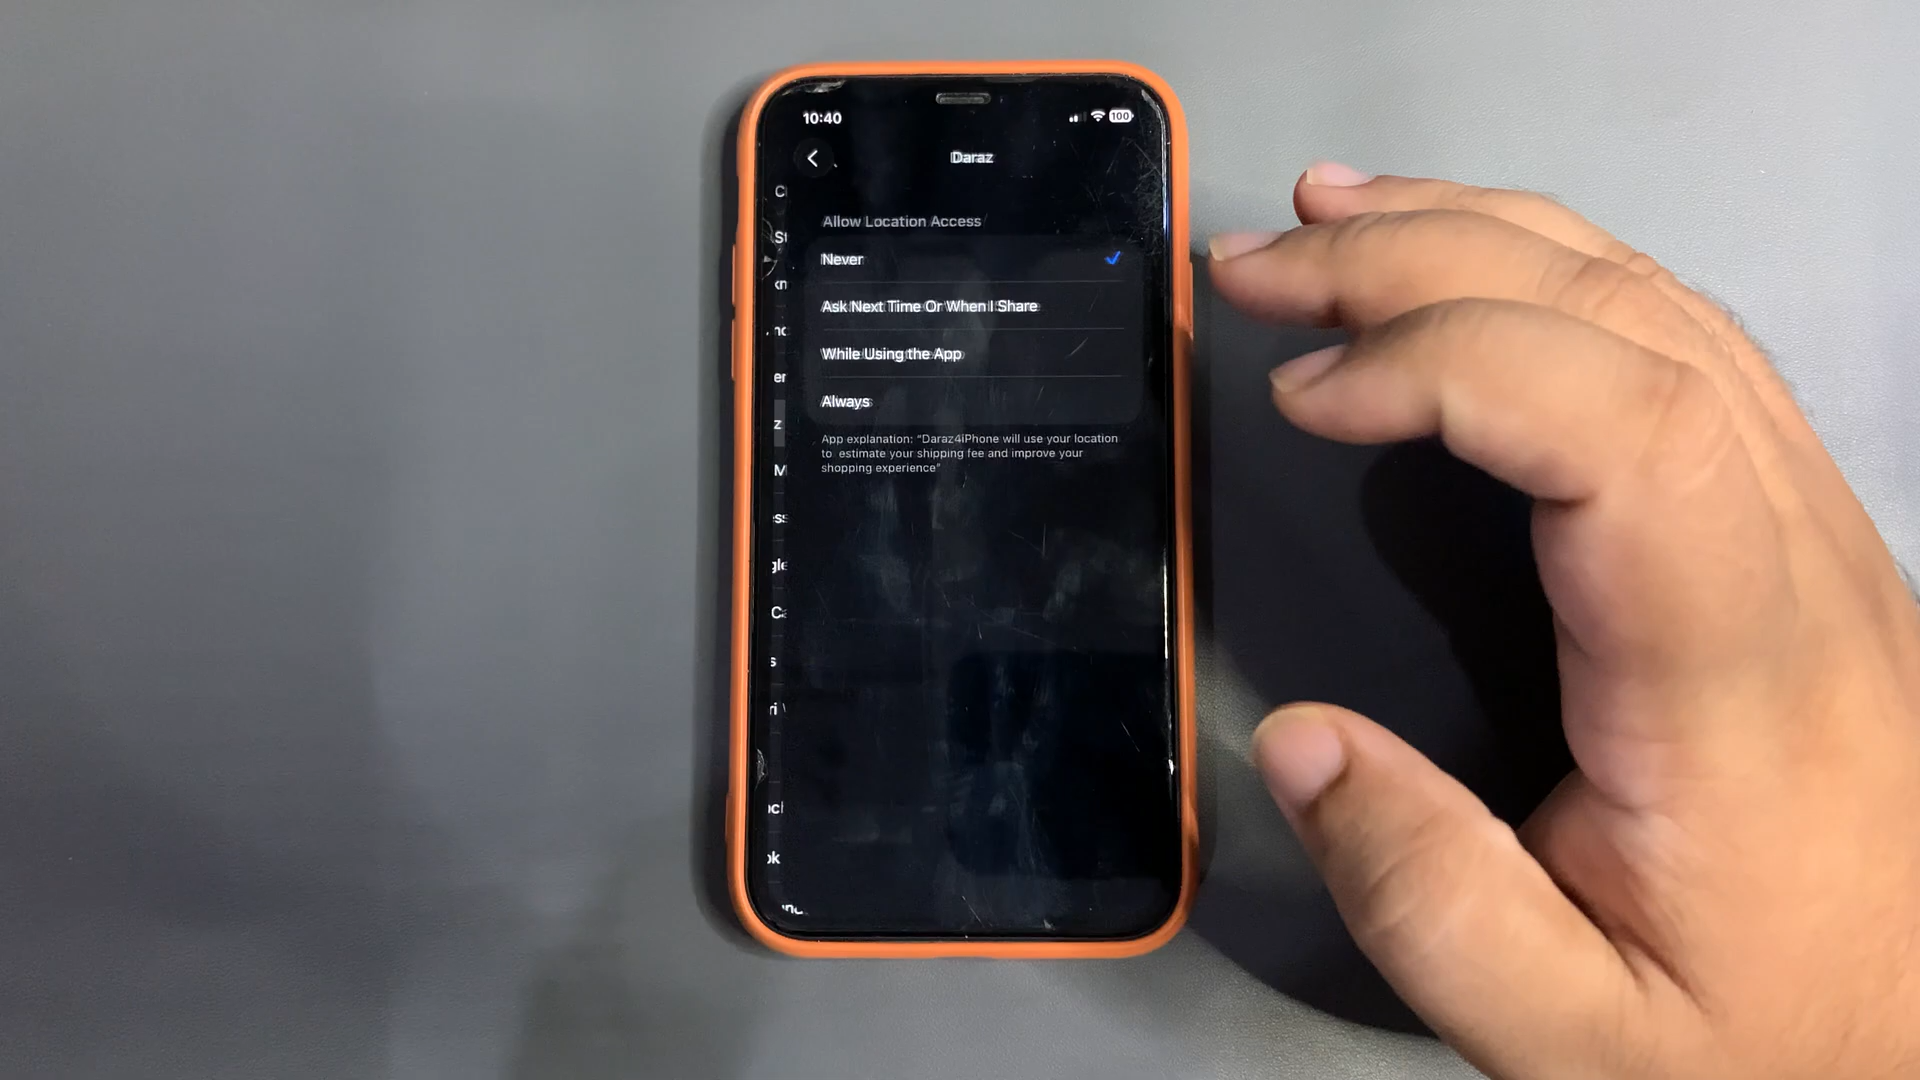 10:40
100
Daraz
Allow Location Access
Never
Ask Next Time Or When I Share
While Using the App
Always
App explanation: “Daraz4iPhone will use your location
to estimate your shipping fee and improve your
shopping experience”